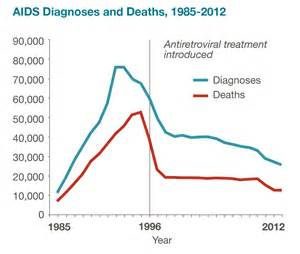 AIDS Diagnoses and Deaths, 1985-2012
90,000
80,000
70,000
60,000
50,000
40,000
30,000
20,000
10,000
0
Antiretroviral treatment
introduced
Diagnoses
Deaths
1985
1996
2012
Year